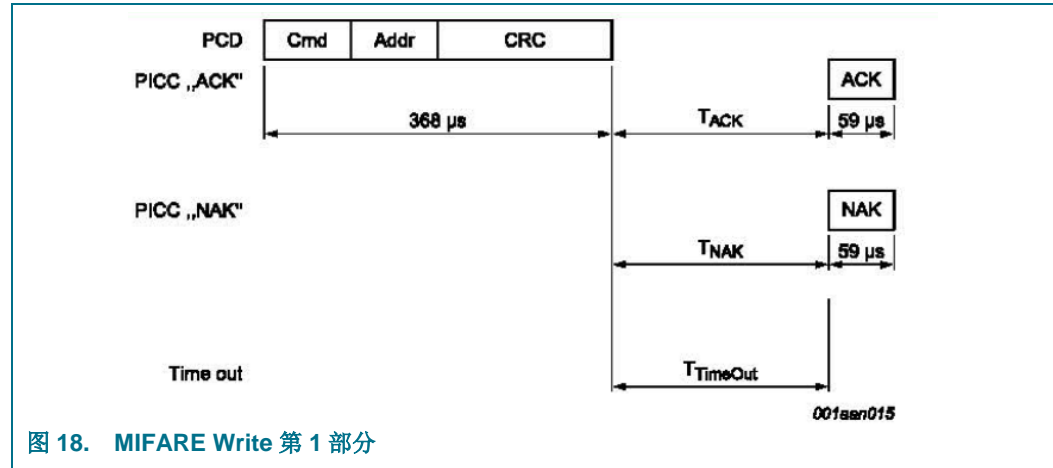 PCD Cmd Addr CRC
PICC „ACK" ACK
368 µs TACK 59 µs
PICC „NAK" NAK
TNAK 59 µs
Time out TTimeOut
001aan015
图 18. MIFARE Write 第 1 部分